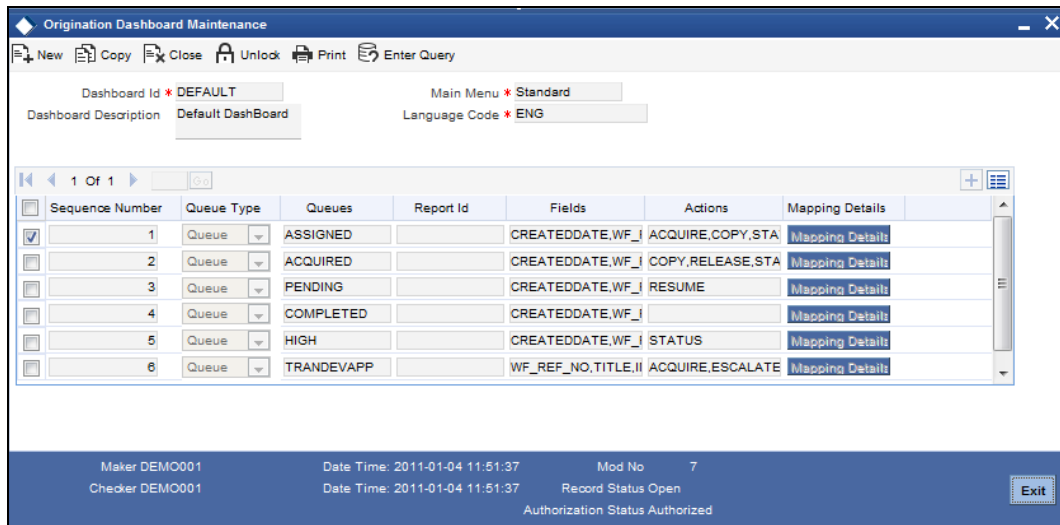 Origination Dashboard Maintenance
New Copy Close Unlock Print Enter Query
Dashboard Id * DEFAULT Main Menu * Standard
Dashboard Description Default DashBoard Language Code * ENG
1 Of 1 Go
Sequence Number Queue Type Queues Report Id Fields Actions Mapping Details
1 Queue ASSIGNED CREATEDDATE,WF_ ACQUIRE,COPY,STA Mapping Details
2 Queue ACQUIRED CREATEDDATE,WF_ COPY,RELEASE,STA Mapping Details
3 Queue PENDING CREATEDDATE,WF_ RESUME Mapping Details
4 Queue COMPLETED CREATEDDATE,WF_ Mapping Details
5 Queue HIGH CREATEDDATE,WF_ STATUS Mapping Details
6 Queue TRANDEVAPP WF_REF_NO,TITLE, ACQUIRE,ESCALATE Mapping Details
Maker DEMO001 Date Time: 2011-01-04 11:51:37 Mod No 7
Checker DEMO001 Date Time: 2011-01-04 11:51:37 Record Status Open
Authorization Status Authorized
Exit